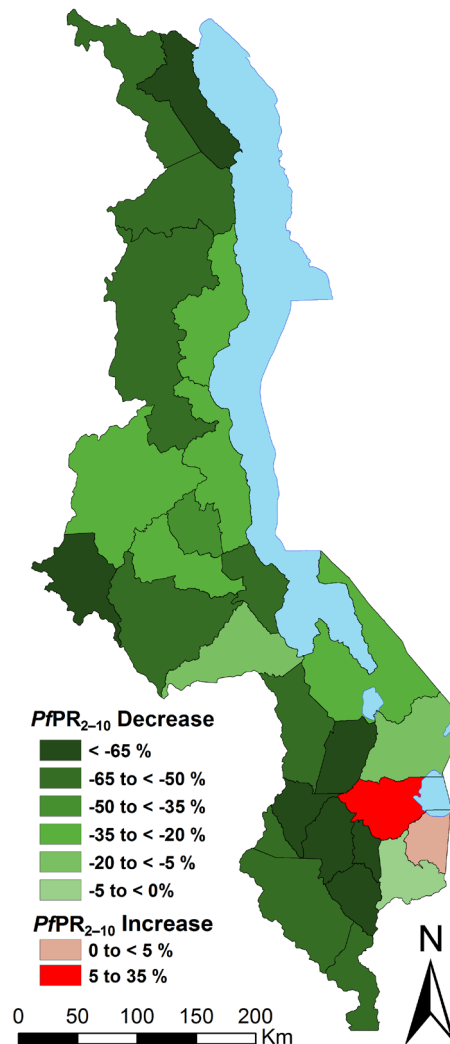 PfPR2–10 Decrease
< -65 %
-65 to < -50 %
-50 to < -35 %
-35 to < -20 %
-20 to < -5 %
-5 to < 0%
PfPR2–10 Increase
0 to < 5 %
5 to 35 %
N
0 50 100 150 200
Km